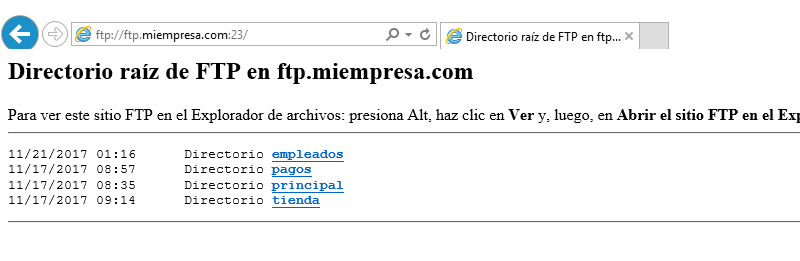 ftp://ftp.miempresa.com:23/
Directorio raíz de FTP en ftp...
Directorio raíz de FTP en ftp.miempresa.com
Para ver este sitio FTP en el Explorador de archivos: presiona Alt, haz clic en Ver y, luego, en Abrir el sitio FTP en el Exp
11/21/2017 01:16 Directorio empleados
11/17/2017 08:57 Directorio pagos
11/17/2017 08:35 Directorio principal
11/17/2017 09:14 Directorio tienda